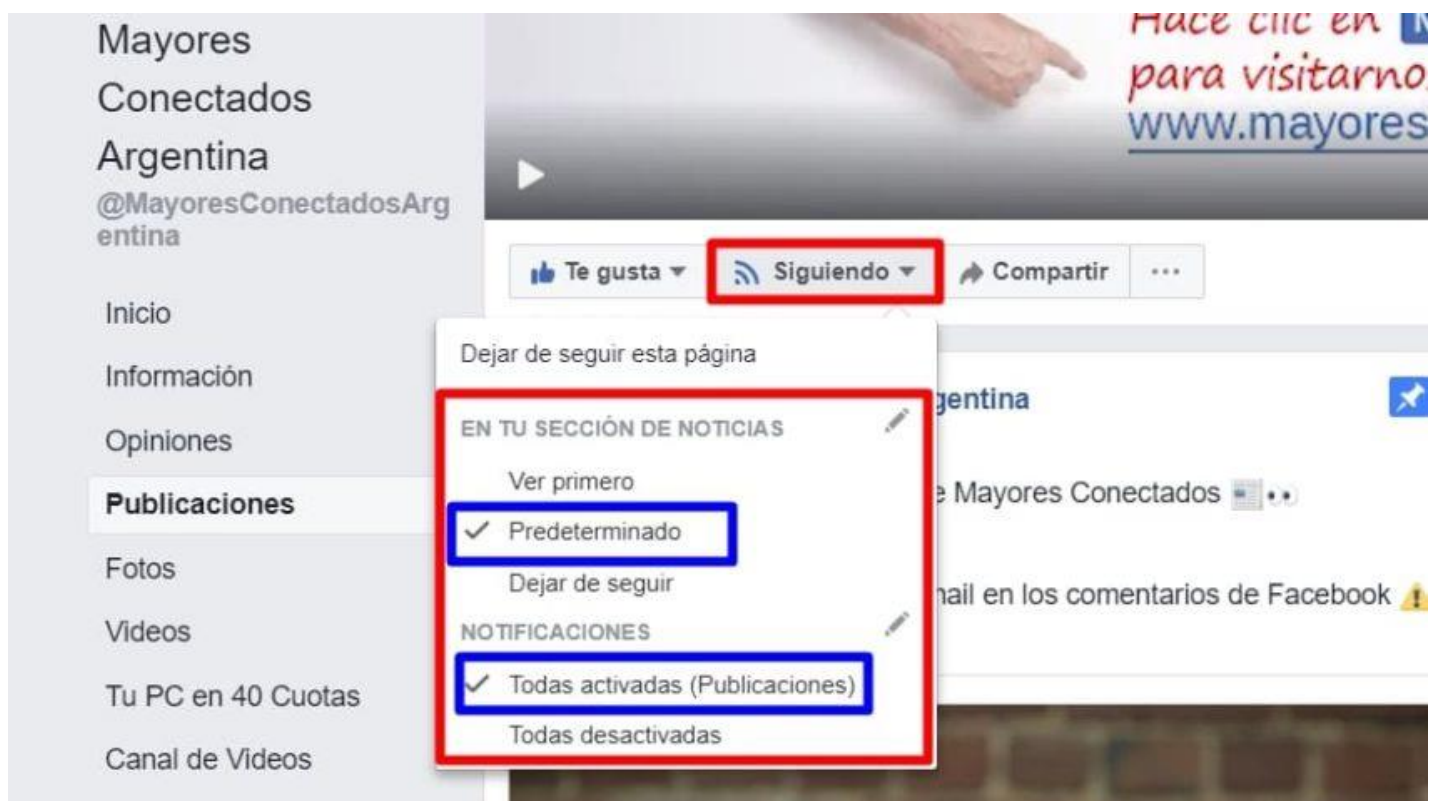 Mayores
Conectados
Argentina
@MayoresConectadosArg
entina
Inicio
Información
Opiniones
Publicaciones
Fotos
Videos
Tu PC en 40 Cuotas
Canal de Videos
Hace clic en
para visitarno
www.mayores
Te gusta
Siguiendo
Compartir
Dejar de seguir esta página
EN TU SECCIÓN DE NOTICIAS
Ver primero
Predeterminado
Dejar de seguir
NOTIFICACIONES
Todas activadas (Publicaciones)
Todas desactivadas
gentina
e Mayores Conectados
nail en los comentarios de Facebook